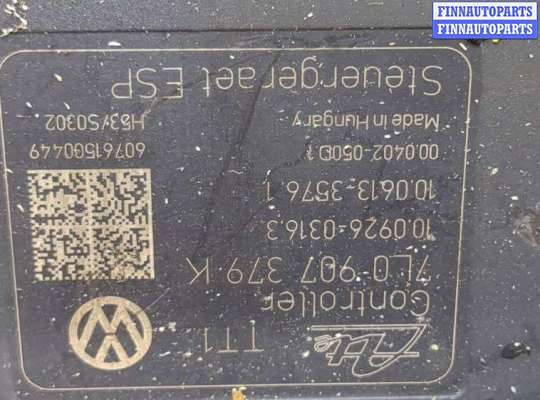 FINNAUTOPARTS
FINNAUTOPARTS
Ate TT1
Controller
7L0 907 379 K
10.0926-0316.3
10.0613-3576.1
00.0402-050D.1
60761500449
Made in Hungary
H53/S0302
Steuergeraet ESP